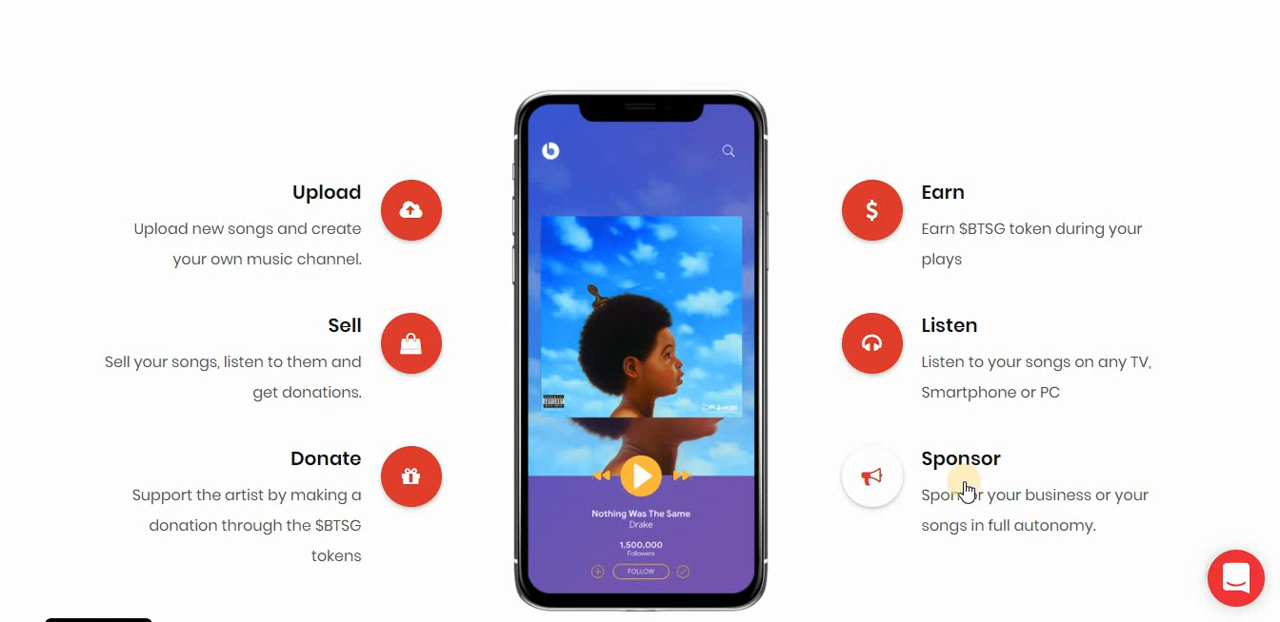 Upload
Upload new songs and create
your own music channel.
Sell
Sell your songs, listen to them and
get donations.
Donate
Support the artist by making a
donation through the $BTSG
tokens
DRAKE
Nothing Was The Same
Drake
1,500,000
Followers
FOLLOW
Earn
Earn $BTSG token during your
plays
Listen
Listen to your songs on any TV,
Smartphone or PC
Sponsor
Sponsor your business or your
songs in full autonomy.